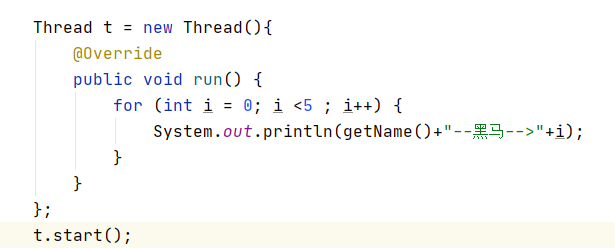 Thread t = new Thread(){
    @Override
    public void run() {
        for (int i = 0; i <5 ; i++) {
            System.out.println(getName()+"--黑马-->"+i);
        }
    }
};
t.start();